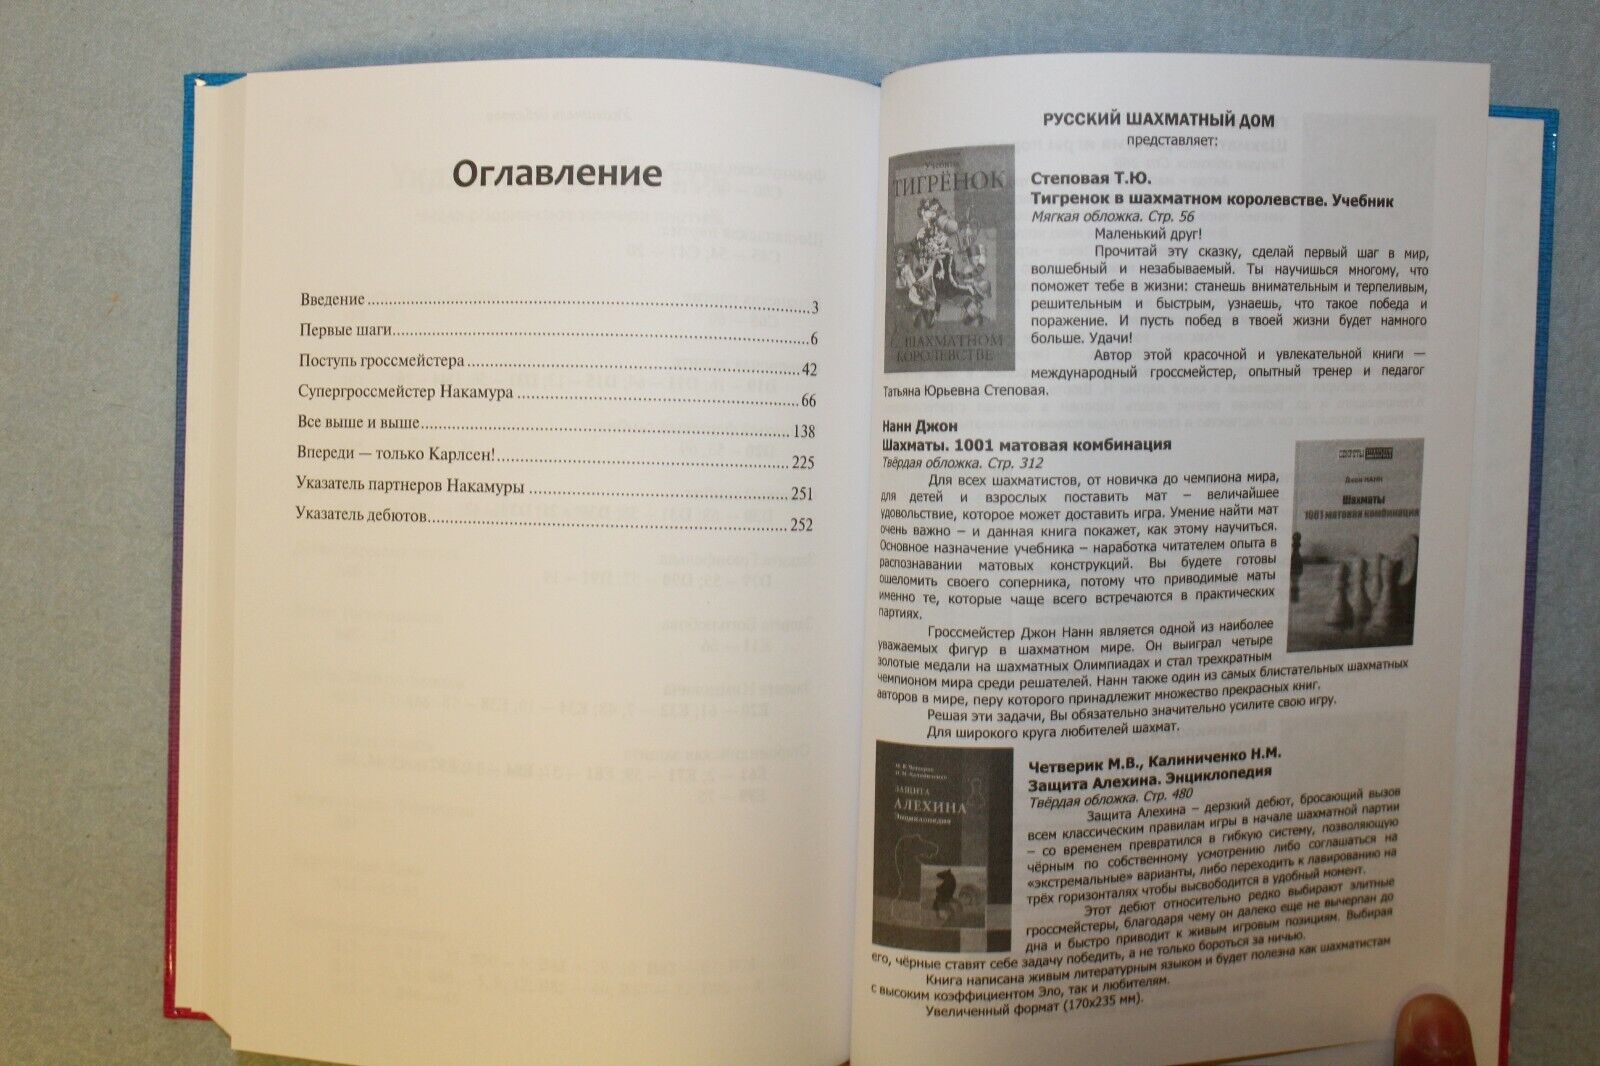 Оглавление
Введение 3
Первые шаги 6
Поступь гроссмейстера 42
Супергроссмейстер Накамура 66
Все выше и выше 138
Впереди — только Карлсен! 225
Указатель партнеров Накамуры 251
Указатель дебютов 252
РУССКИЙ ШАХМАТНЫЙ ДОМ
представляет:
Учебник
ТИГРЁНОК
В ШАХМАТНОМ
КОРОЛЕВСТВЕ
Степовая Т.Ю.
Тигренок в шахматном королевстве. Учебник
Мягкая обложка. Стр. 56
Маленький друг!
Прочитай эту сказку, сделай первый шаг в мир,
волшебный и незабываемый. Ты научишься многому, что
поможет тебе в жизни: станешь внимательным и терпеливым,
решительным и быстрым, узнаешь, что такое победа и
поражение. И пусть побед в твоей жизни будет намного
больше. Удачи!
Автор этой красочной и увлекательной книги —
международный гроссмейстер, опытный тренер и педагог
Татьяна Юрьевна Степовая.
Нанн Джон
Шахматы. 1001 матовая комбинация
Твёрдая обложка. Стр. 312
Для всех шахматистов, от новичка до чемпиона мира,
для детей и взрослых поставить мат – величайшее
удовольствие, которое может доставить игра. Умение найти мат
очень важно – и данная книга покажет, как этому научиться.
Основное назначение учебника – наработка читателем опыта в
распознавании матовых конструкций. Вы будете готовы
ошеломить своего соперника, потому что приводимые маты
именно те, которые чаще всего встречаются в практических
партиях.
Гроссмейстер Джон Нанн является одной из наиболее
уважаемых фигур в шахматном мире. Он выиграл четыре
золотые медали на шахматных Олимпиадах и стал трехкратным
чемпионом мира среди решателей. Нанн также один из самых блистательных шахматных
авторов в мире, перу которого принадлежит множество прекрасных книг.
Решая эти задачи, Вы обязательно значительно усилите свою игру.
Для широкого круга любителей шахмат.
СЕКРЕТЫ ШАХМАТ
Джон НАНН
Шахматы
1001 матовая комбинация
М. В. Четверик
Н. М. Калиниченко
ЗАЩИТА
АЛЕХИНА
Энциклопедия
Четверик М.В., Калиниченко Н.М.
Защита Алехина. Энциклопедия
Твёрдая обложка. Стр. 480
Защита Алехина – дерзкий дебют, бросающий вызов
всем классическим правилам игры в начале шахматной партии
– со временем превратился в гибкую систему, позволяющую
чёрным по собственному усмотрению либо соглашаться на
«экстремальные» варианты, либо переходить к лавированию на
трёх горизонталях чтобы высвободится в удобный момент.
Этот дебют относительно редко выбирают элитные
гроссмейстеры, благодаря чему он далеко еще не вычерпан до
дна и быстро приводит к живым игровым позициям. Выбирая
его, чёрные ставят себе задачу победить, а не только бороться за ничью.
Книга написана живым литературным языком и будет полезна как шахматистам
с высоким коэффициентом Эло, так и любителям.
Увеличенный формат (170х235 мм).